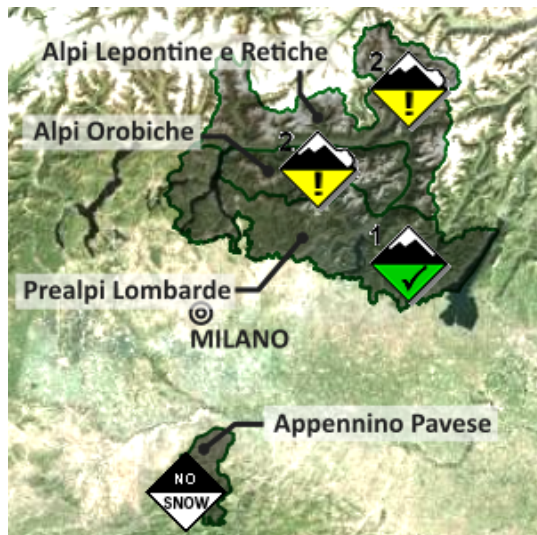 Alpi Lepontine e Retiche
2
Alpi Orobiche
2
1
Prealpi Lombarde
MILANO
Appennino Pavese
NO
SNOW